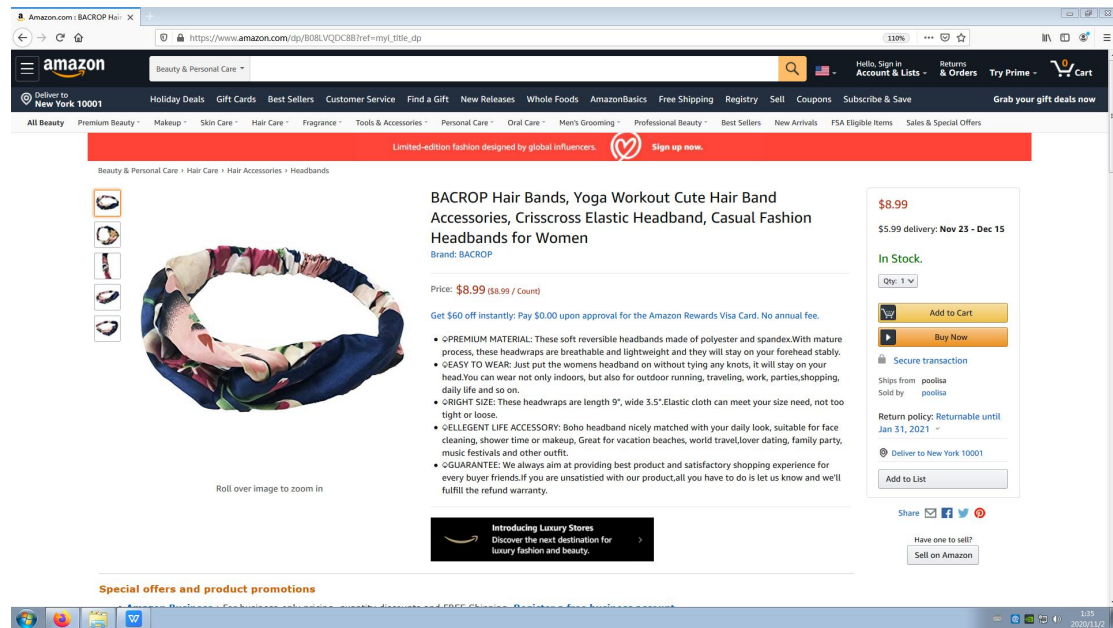 Amazon.com : BACROP Hair
https://www.amazon.com/dp/B08LVQDC8B?ref=myi_title_dp
110%
amazon
Beauty & Personal Care
Hello, Sign in
Account & Lists
Returns
& Orders
Try Prime
0
Cart
Deliver to
New York 10001
Holiday Deals Gift Cards Best Sellers Customer Service Find a Gift New Releases Whole Foods AmazonBasics Free Shipping Registry Sell Coupons Subscribe & Save
Grab your gift deals now
All Beauty Premium Beauty Makeup Skin Care Hair Care Fragrance Tools & Accessories Personal Care Oral Care Men's Grooming Professional Beauty Best Sellers New Arrivals FSA Eligible Items Sales & Special Offers
Limited-edition fashion designed by global influencers. Sign up now.
Beauty & Personal Care › Hair Care › Hair Accessories › Headbands
Roll over image to zoom in
BACROP Hair Bands, Yoga Workout Cute Hair Band
Accessories, Crisscross Elastic Headband, Casual Fashion
Headbands for Women
Brand: BACROP
Price: $8.99 ($8.99 / Count)
Get $60 off instantly: Pay $0.00 upon approval for the Amazon Rewards Visa Card. No annual fee.
PREMIUM MATERIAL: These soft reversible headbands made of polyester and spandex.With mature
process, these headwraps are breathable and lightweight and they will stay on your forehead stably.
EASY TO WEAR: Just put the womens headband on without tying any knots, it will stay on your
head.You can wear not only indoors, but also for outdoor running, traveling, work, parties,shopping,
daily life and so on.
RIGHT SIZE: These headwraps are length 9", wide 3.5".Elastic cloth can meet your size need, not too
tight or loose.
ELLEGENT LIFE ACCESSORY: Boho headband nicely matched with your daily look, suitable for face
cleaning, shower time or makeup, Great for vacation beaches, world travel,lover dating, family party,
music festivals and other outfit.
GUARANTEE: We always aim at providing best product and satisfactory shopping experience for
every buyer friends.If you are unsatistied with our product,all you have to do is let us know and we'll
fulfill the refund warranty.
Introducing Luxury Stores
Discover the next destination for
luxury fashion and beauty.
$8.99
$5.99 delivery: Nov 23 - Dec 15
In Stock.
Qty: 1
Add to Cart
Buy Now
Secure transaction
Ships from poolisa
Sold by poolisa
Return policy: Returnable until
Jan 31, 2021
Deliver to New York 10001
Add to List
Share
Have one to sell?
Sell on Amazon
Special offers and product promotions
1:35
2020/11/2